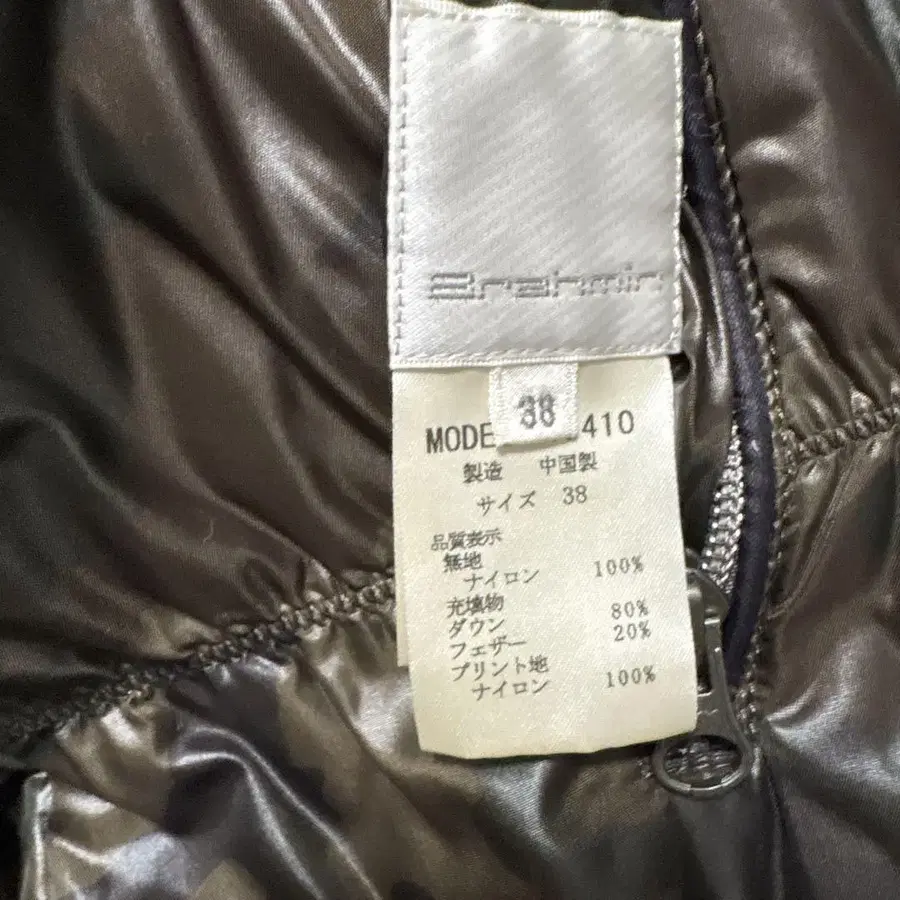 Brahmin
38
MODE 410
製造 中国製
サイズ 38
品質表示
無地
ナイロン 100%
充填物
ダウン 80%
フェザー 20%
プリント地
ナイロン 100%